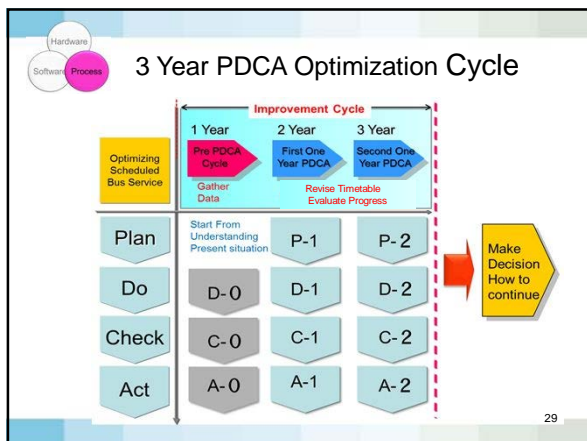 Hardware
Software
Process
3 Year PDCA Optimization Cycle
Improvement Cycle
1 Year
2 Year
3 Year
Optimizing
Scheduled
Bus Service
Pre PDCA
Cycle
First One
Year PDCA
Second One
Year PDCA
Gather
Data
Revise Timetable
Evaluate Progress
Plan
Start From
Understanding
Present situation
P-1
P-2
Do
D-0
D-1
D-2
Check
C-0
C-1
C-2
Act
A-0
A-1
A-2
Make
Decision
How to
continue
29